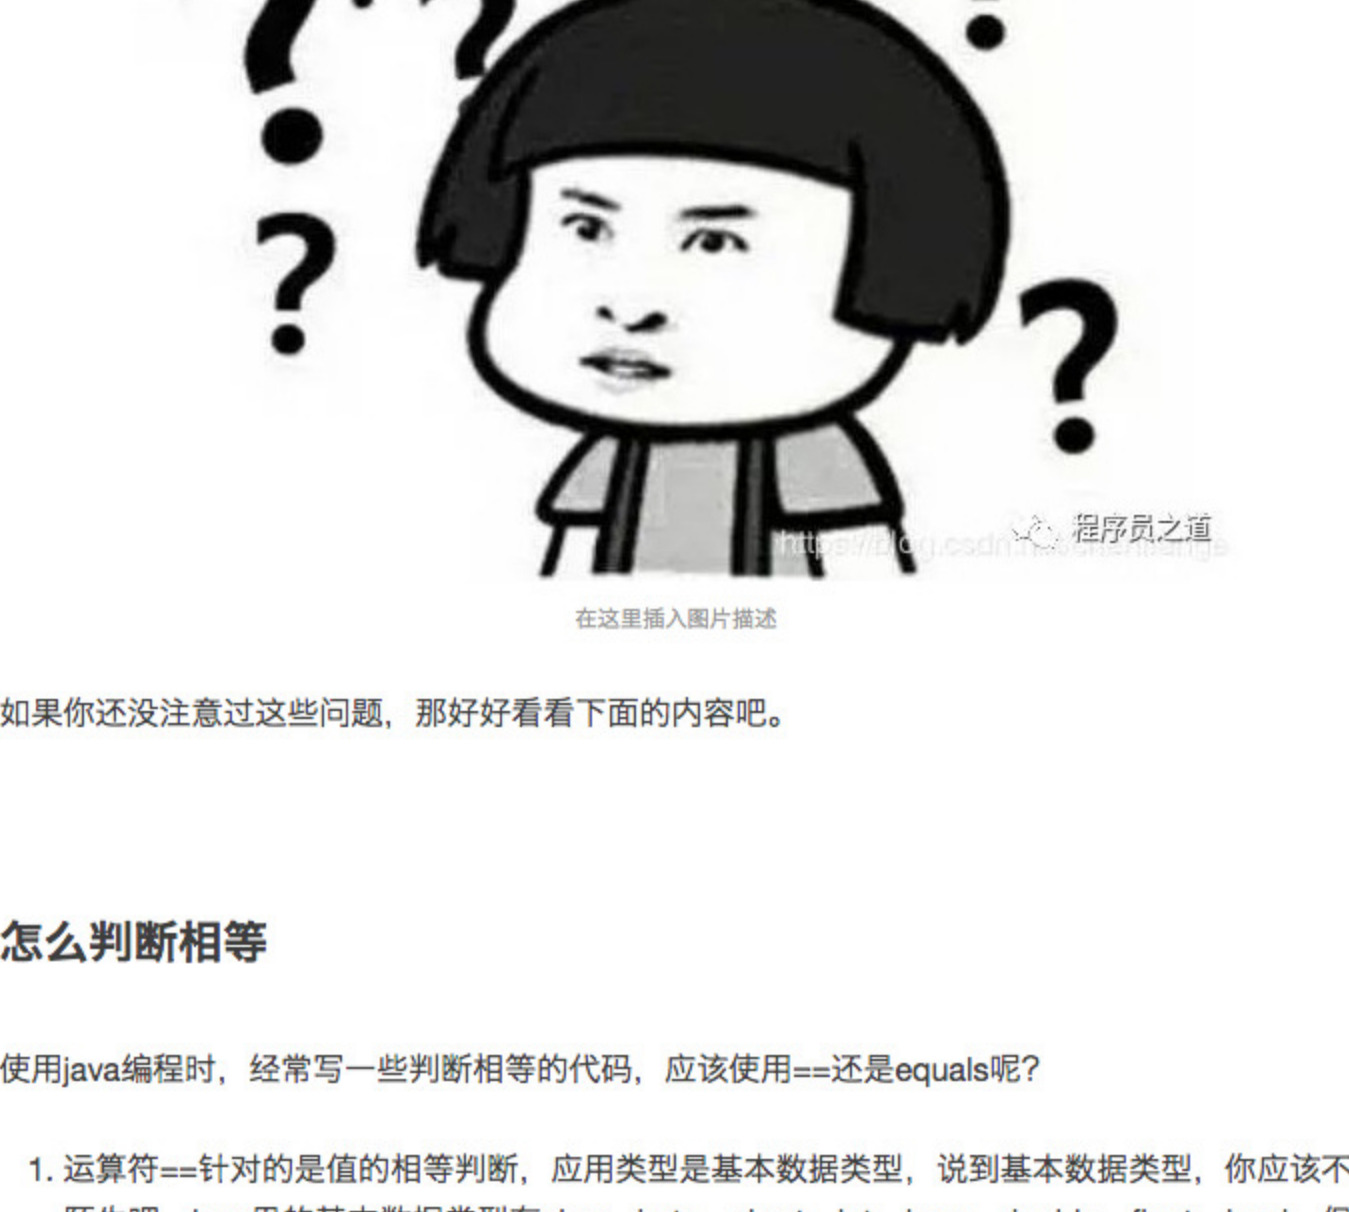 ? ? ?
? ?
程序员之道
在这里插入图片描述
如果你还没注意过这些问题，那好好看看下面的内容吧。
怎么判断相等
使用java编程时，经常写一些判断相等的代码，应该使用==还是equals呢？
1. 运算符==针对的是值的相等判断，应用类型是基本数据类型，说到基本数据类型，你应该不